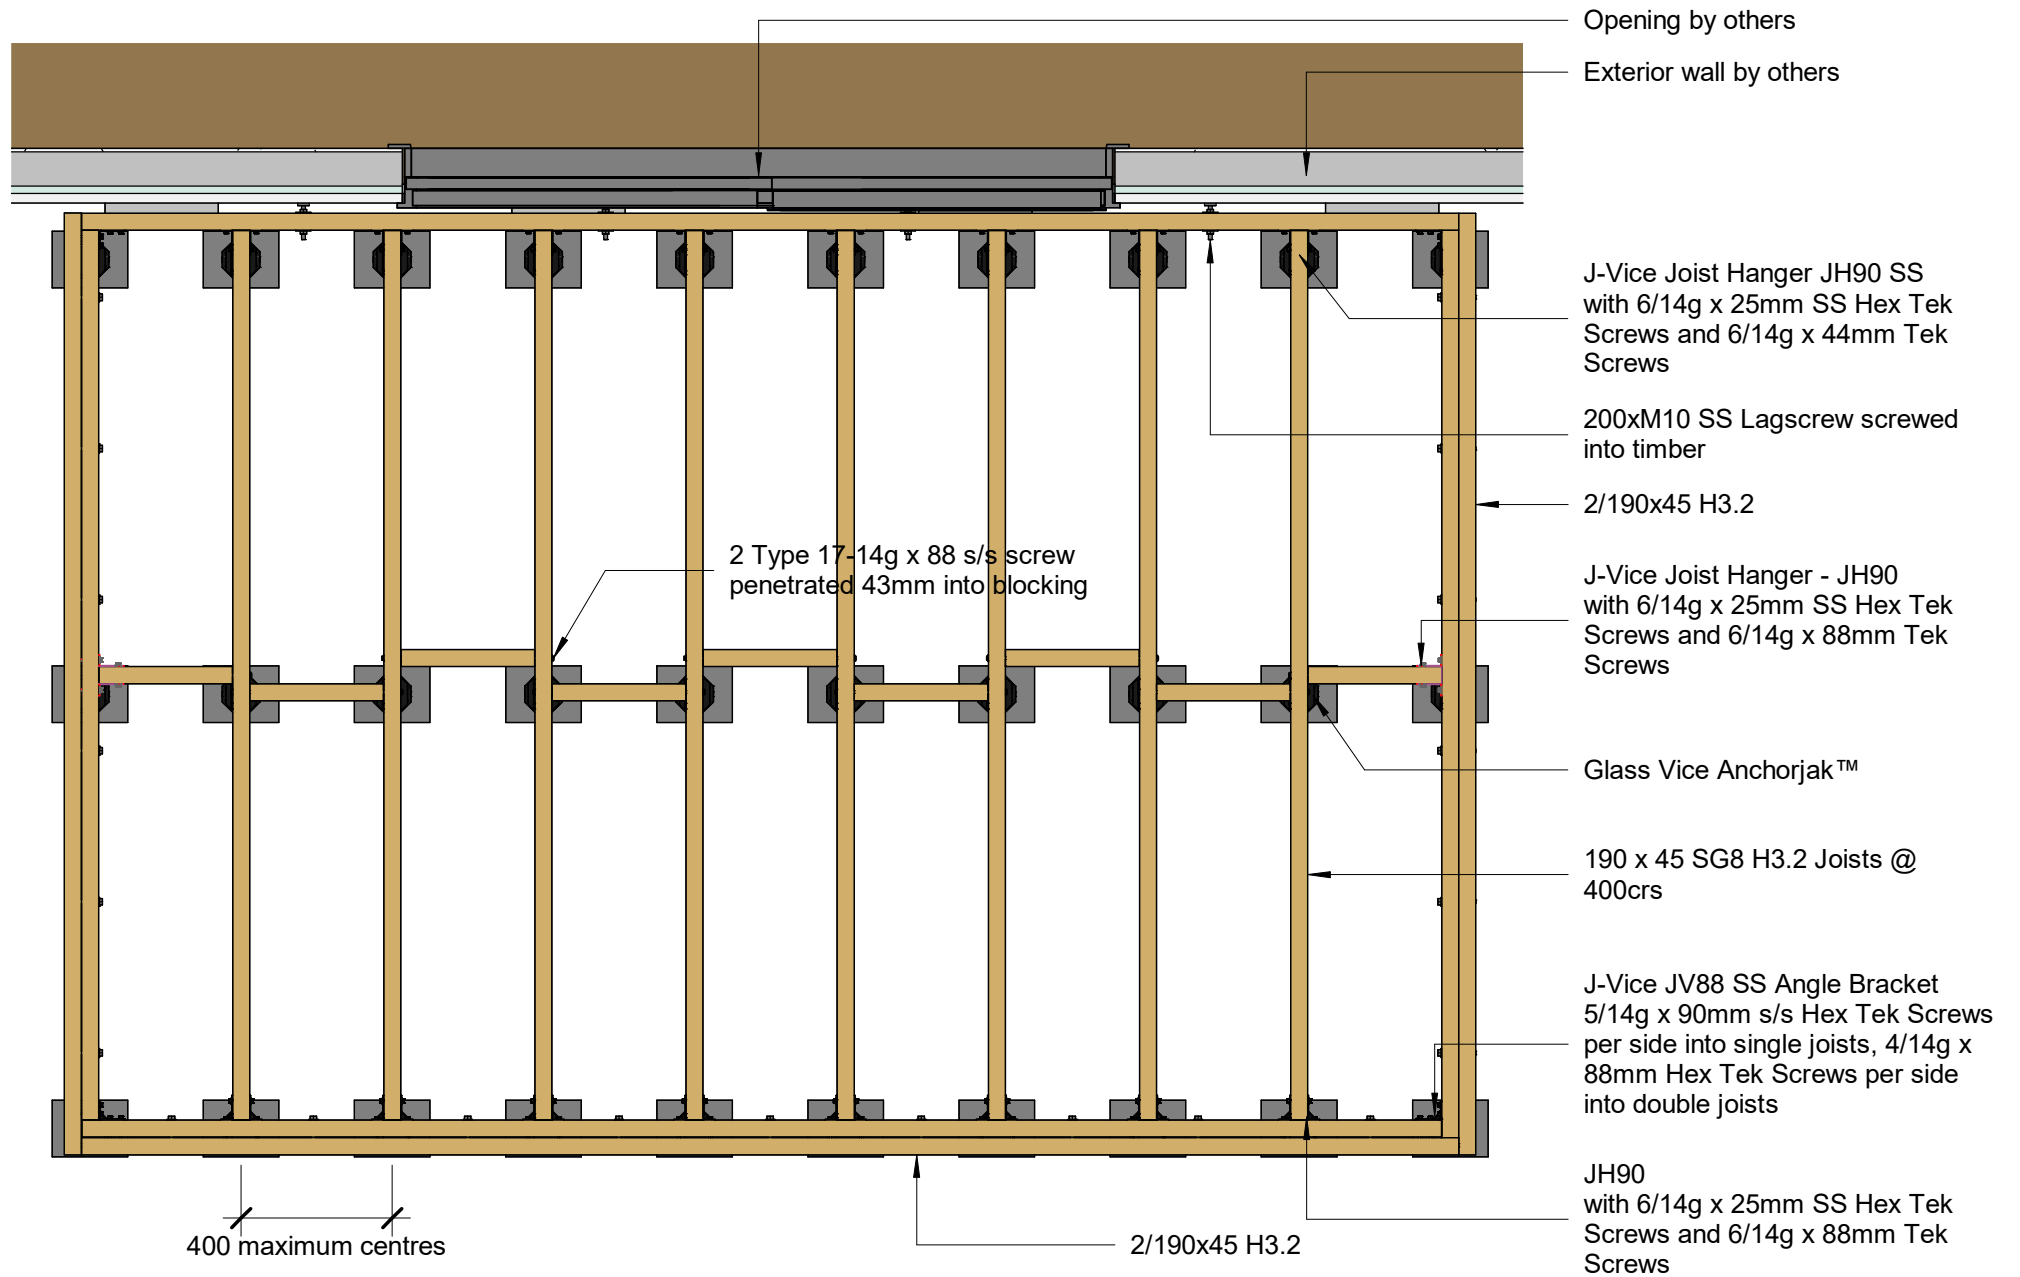 Opening by others
Exterior wall by others
J-Vice Joist Hanger JH90 SS
with 6/14g x 25mm SS Hex Tek
Screws and 6/14g x 44mm Tek
Screws
200xM10 SS Lagscrew screwed
into timber
2/190x45 H3.2
2 Type 17-14g x 88 s/s screw
penetrated 43mm into blocking
J-Vice Joist Hanger - JH90
with 6/14g x 25mm SS Hex Tek
Screws and 6/14g x 88mm Tek
Screws
Glass Vice Anchorjak™
190 x 45 SG8 H3.2 Joists @
400crs
J-Vice JV88 SS Angle Bracket
5/14g x 90mm s/s Hex Tek Screws
per side into single joists, 4/14g x
88mm Hex Tek Screws per side
into double joists
JH90
with 6/14g x 25mm SS Hex Tek
Screws and 6/14g x 88mm Tek
Screws
400 maximum centres
2/190x45 H3.2